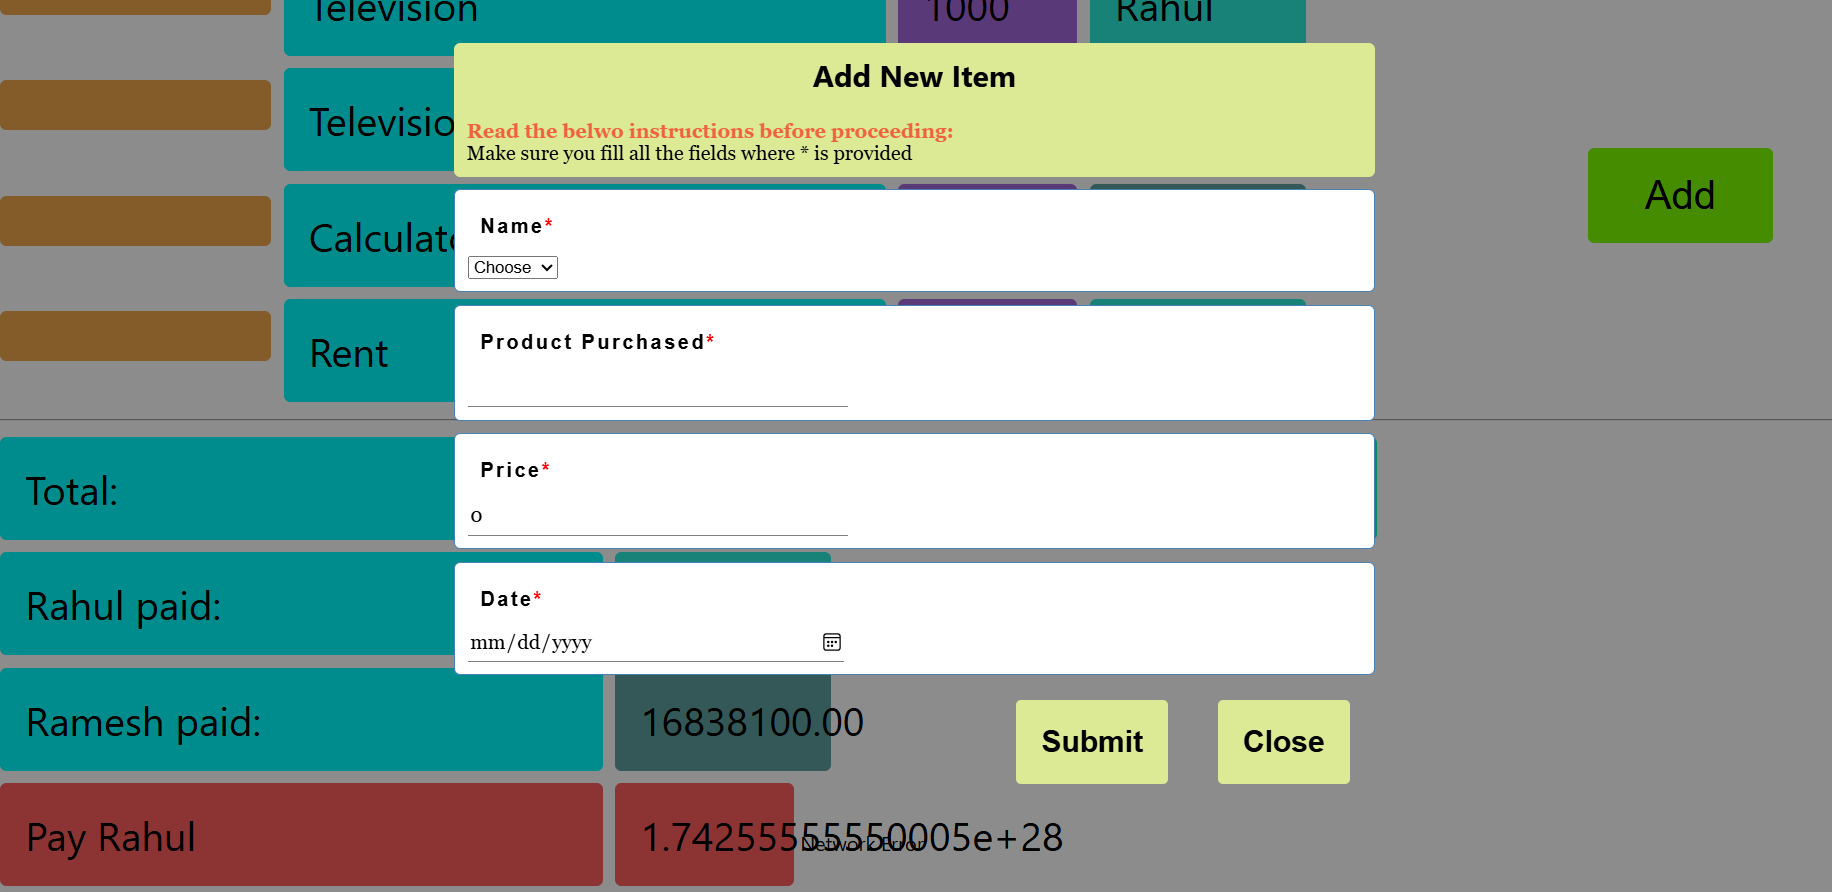 Television 1000 Rahul
Add New Item
Televisio
Read the belwo instructions before proceeding:
Make sure you fill all the fields where * is provided
Add
Name*
Calculato
Choose
Product Purchased*
Rent
Price*
Total:
0
Date*
Rahul paid:
mm/dd/yyyy
Ramesh paid: 16838100.00
Submit Close
Pay Rahul 1.74255555550005e+28
Network Error